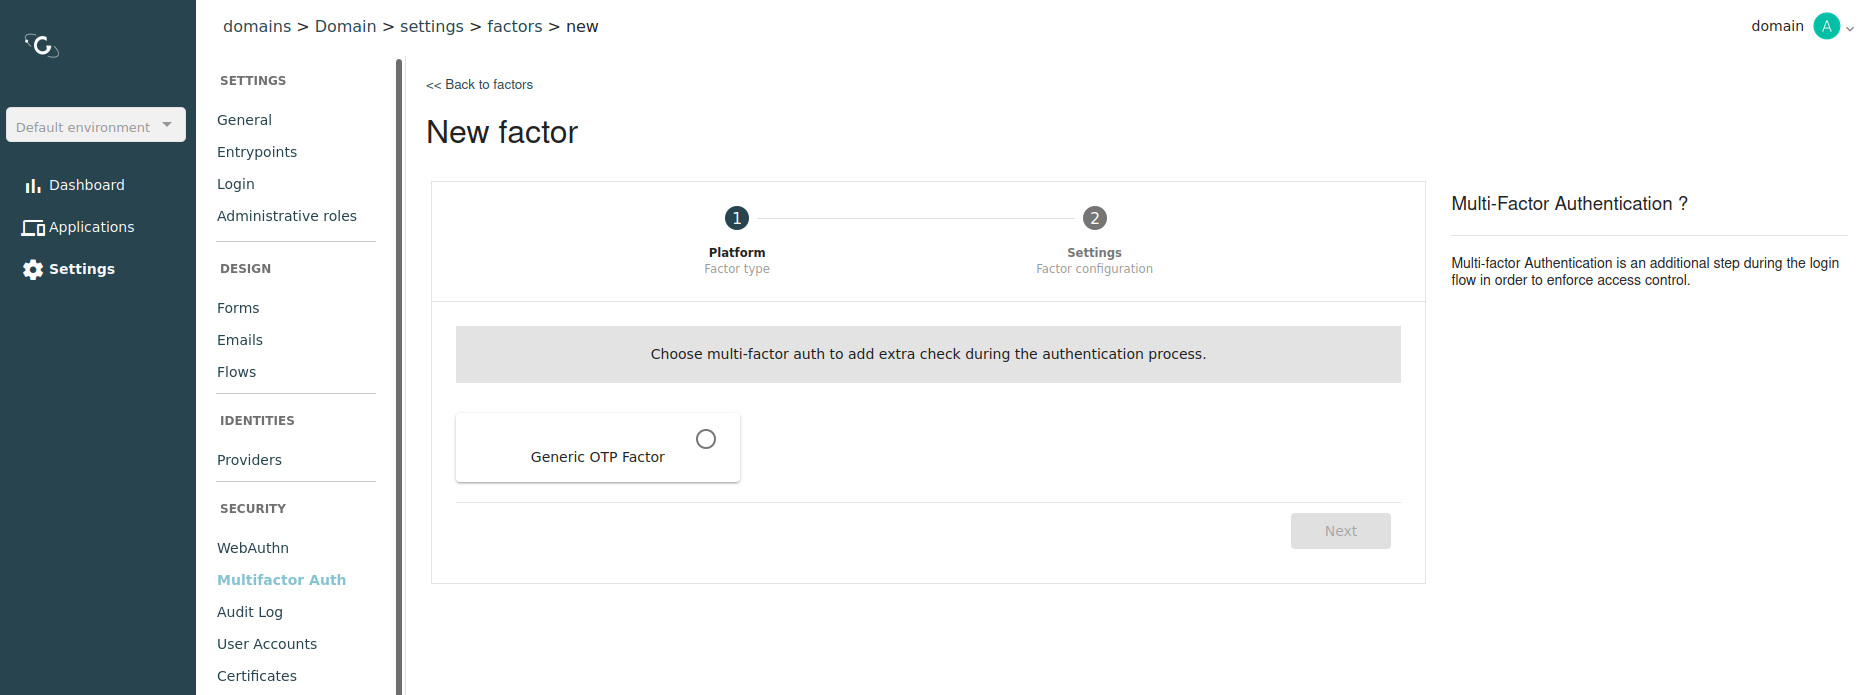 domains > Domain > settings > factors > new
domain
A
Default environment
Dashboard
Applications
Settings
SETTINGS
General
Entrypoints
Login
Administrative roles
DESIGN
Forms
Emails
Flows
IDENTITIES
Providers
SECURITY
WebAuthn
Multifactor Auth
Audit Log
User Accounts
Certificates
<< Back to factors
New factor
1
Platform
Factor type
2
Settings
Factor configuration
Choose multi-factor auth to add extra check during the authentication process.
Generic OTP Factor
Next
Multi-Factor Authentication ?
Multi-factor Authentication is an additional step during the login
flow in order to enforce access control.